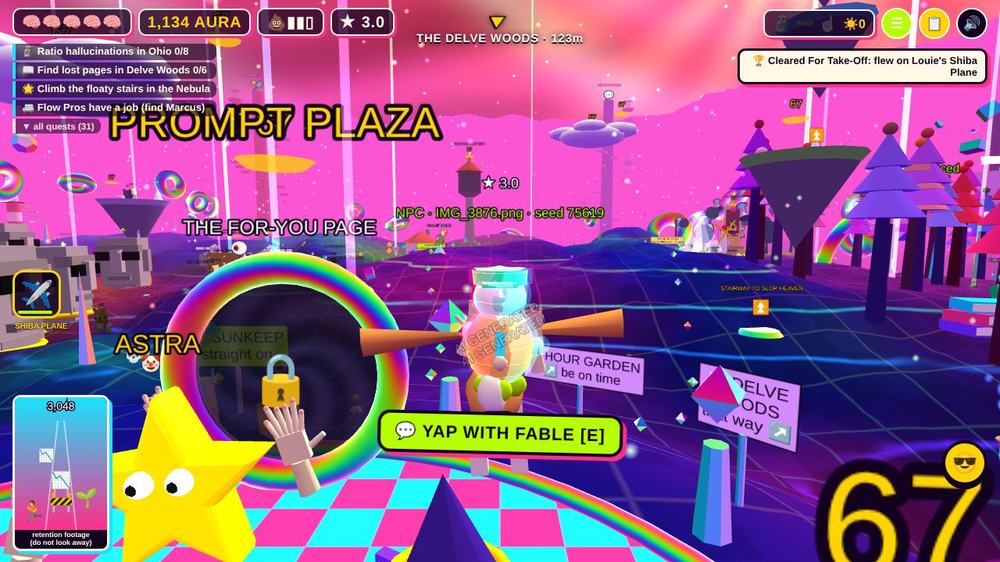 1,134 AURA
★ 3.0
THE DELVE WOODS · 123m
0
Ratio hallucinations in Ohio 0/8
Find lost pages in Delve Woods 0/6
Climb the floaty stairs in the Nebula
Flow Pros have a job (find Marcus)
▼ all quests (31)
Cleared For Take-Off: flew on Louie's Shiba
Plane
PROMPT PLAZA
67
67
★ 3.0
NPC · IMG_3876.png · seed 75619
THE FOR-YOU PAGE
STAIRWAY TO SLOP HEAVEN
SHIBA PLANE
ASTRA
SUNKEEP
straight on
GENERATED
GENERATED
HOUR GARDEN
be on time
DELVE
WOODS
that way
YAP WITH FABLE [E]
3,048
retention footage
(do not look away)
67